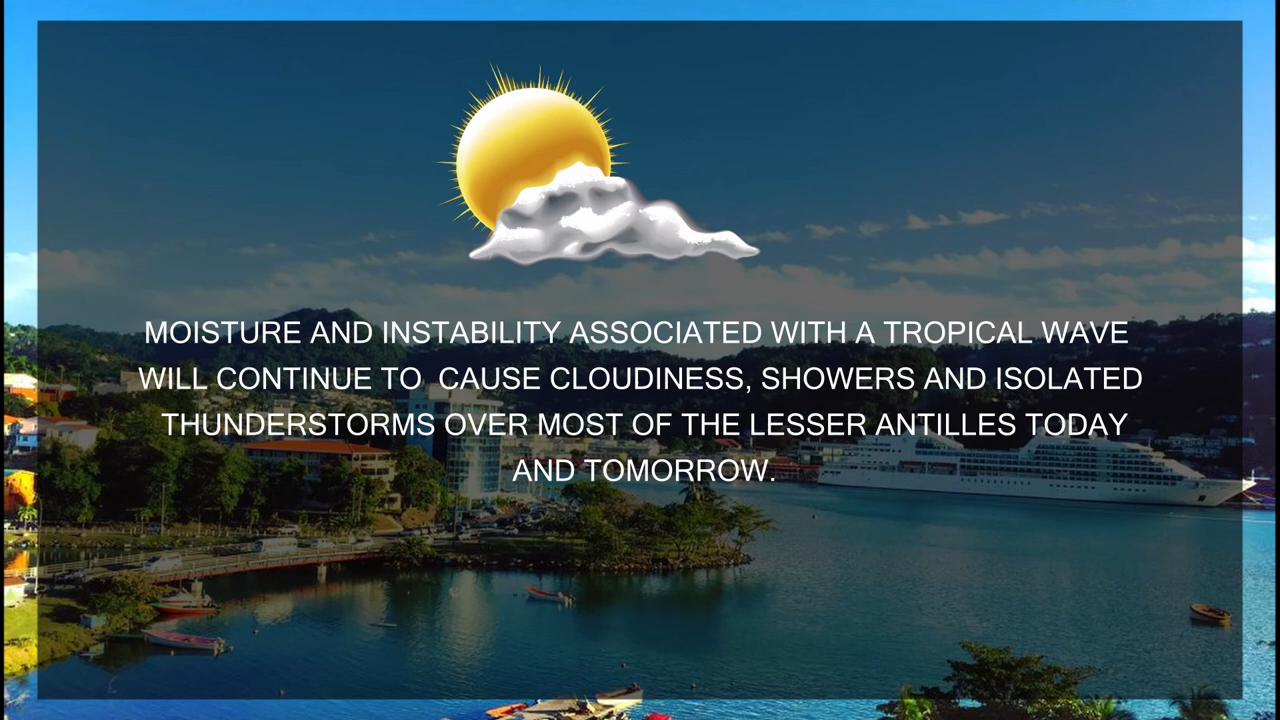 MOISTURE AND INSTABILITY ASSOCIATED WITH A TROPICAL WAVE
WILL CONTINUE TO  CAUSE CLOUDINESS, SHOWERS AND ISOLATED
THUNDERSTORMS OVER MOST OF THE LESSER ANTILLES TODAY
AND TOMORROW.